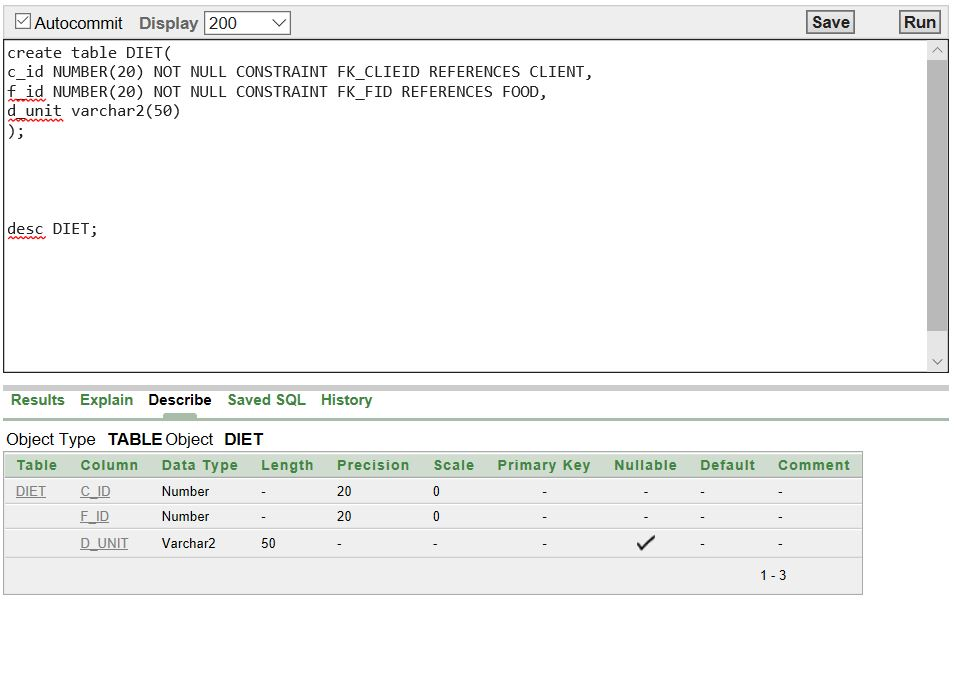 Autocommit Display 200 Save Run
create table DIET(
c_id NUMBER(20) NOT NULL CONSTRAINT FK_CLIEID REFERENCES CLIENT,
f_id NUMBER(20) NOT NULL CONSTRAINT FK_FID REFERENCES FOOD,
d_unit varchar2(50)
);
desc DIET;
Results Explain Describe Saved SQL History
Object Type TABLE Object DIET
Table Column Data Type Length Precision Scale Primary Key Nullable Default Comment
DIET C_ID Number - 20 0 - - - -
F_ID Number - 20 0 - - - -
D_UNIT Varchar2 50 - - - ✓ - -
1 - 3